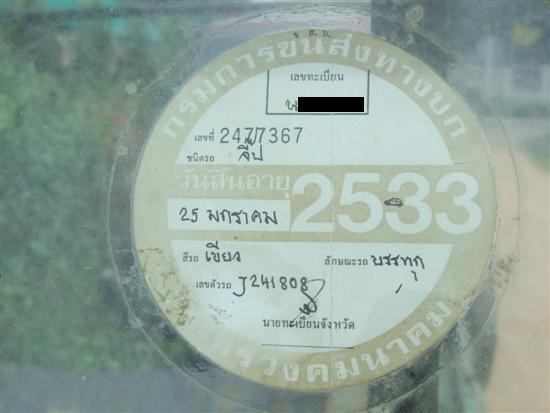 ข ส. บ.
กรมการขนส่งทางบก
เลขทะเบียน
พ
เลขที่ 2477367
ชนิดรถ จี๊ป
วันสิ้นอายุ
25 มกราคม 2533
สีรถ เขียว ลักษณะรถ บรรทุก
เลขตัวรถ J241808
นายทะเบียนจังหวัด
กระทรวงคมนาคม